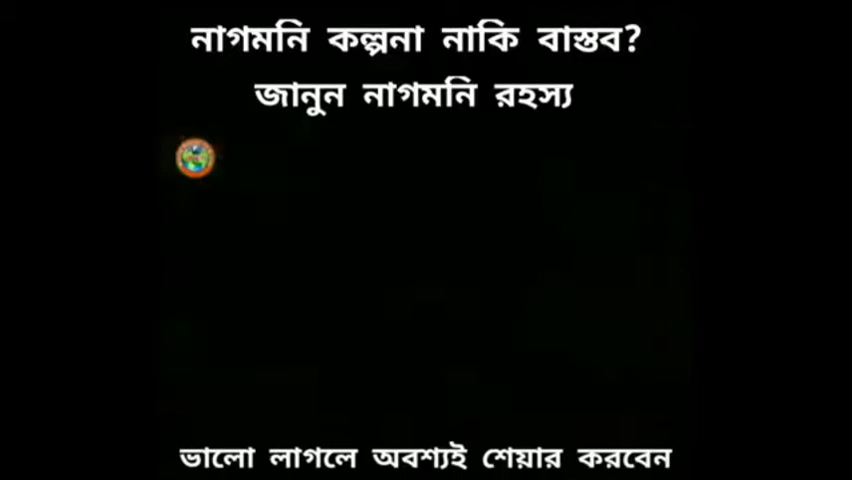 নাগমনি কল্পনা নাকি বাস্তব?
জানুন নাগমনি রহস্য
ভালো লাগলে অবশ্যই শেয়ার করবেন